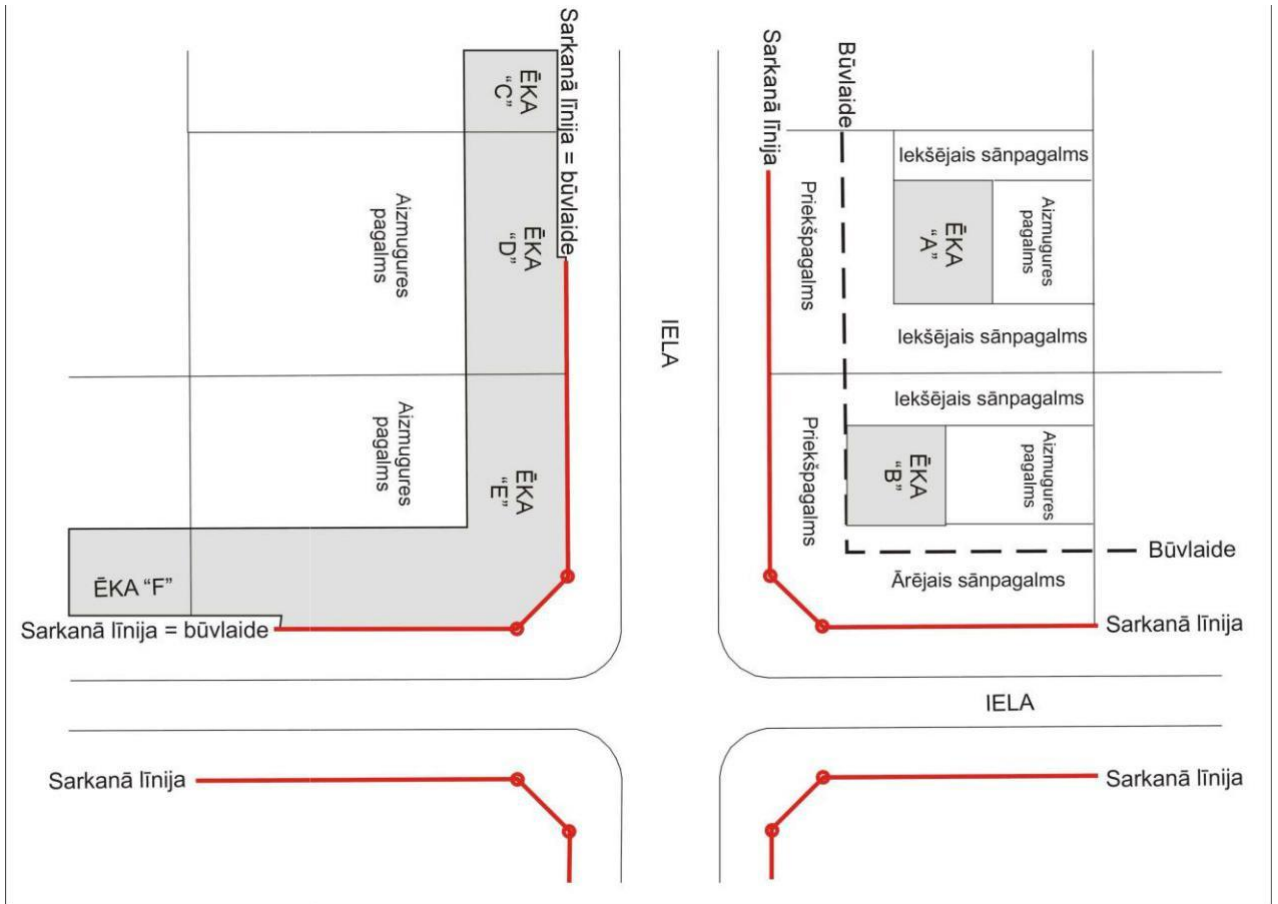 ĒKA
“C”
Sarkanā līnija = būvlaide
Aizmugures
pagalms
ĒKA
“D”
Aizmugures
pagalms
ĒKA
“E”
ĒKA “F”
Sarkanā līnija = būvlaide
IELA
Sarkanā līnija
Būvlaide
Iekšējais sānpagalms
Priekšpagalms
ĒKA
“A”
Aizmugures
pagalms
Iekšējais sānpagalms
Iekšējais sānpagalms
Priekšpagalms
ĒKA
“B”
Aizmugures
pagalms
Būvlaide
Ārējais sānpagalms
Sarkanā līnija
IELA
Sarkanā līnija
Sarkanā līnija